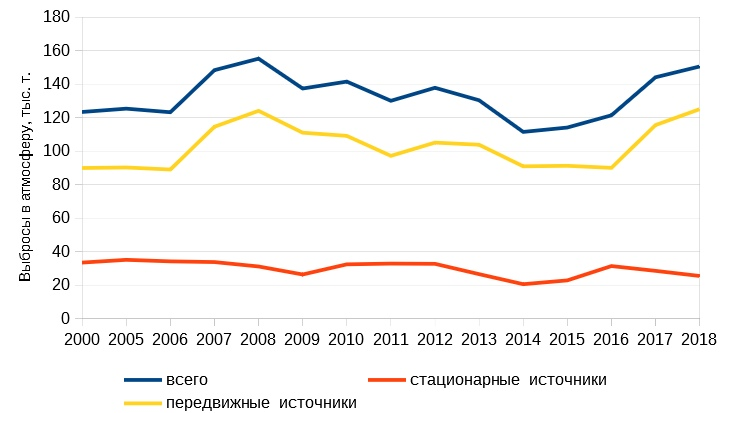 180
160
140
120
100
80
60
40
20
0
Выбросы в атмосферу, тыс. т.
2000 2005 2006 2007 2008 2009 2010 2011 2012 2013 2014 2015 2016 2017 2018
всего стационарные источники
передвижные источники